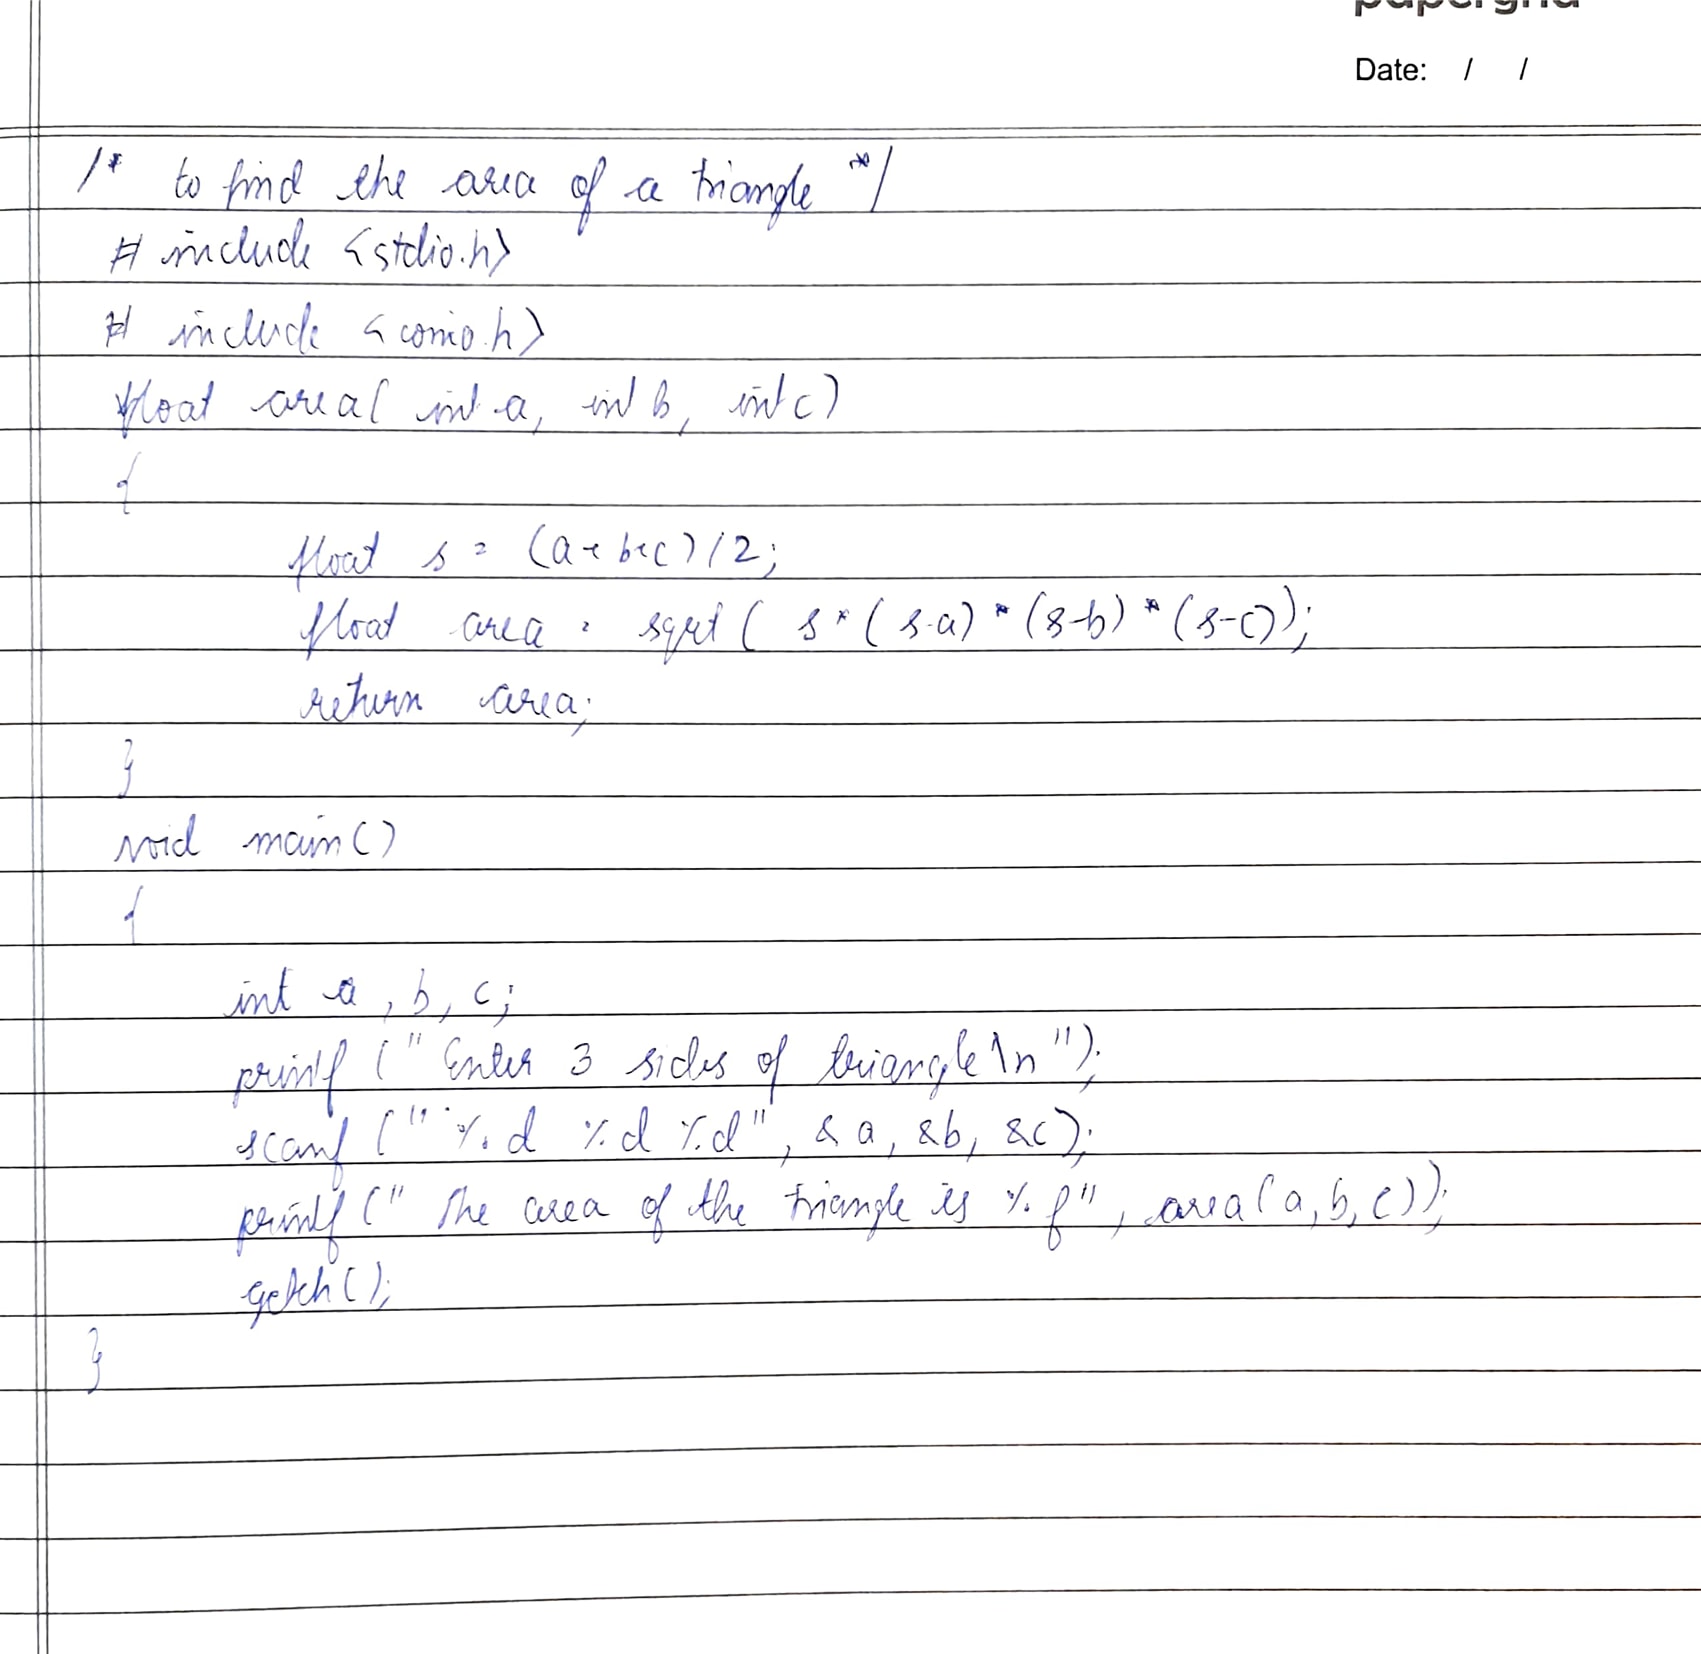 Date: / /
/* to find the area of a triangle */
# include <stdio.h>
# include <conio.h>
float area( int a, int b, int c)
{
float s = (a+b+c)/2;
float area = sqrt ( s*(s-a)*(s-b)*(s-c));
return area;
}
void main()
{
int a, b, c;
printf (" Enter 3 sides of triangle\n");
scanf (" %d %d %d", &a, &b, &c);
printf (" The area of the triangle is %f", area(a,b,c));
getch();
}